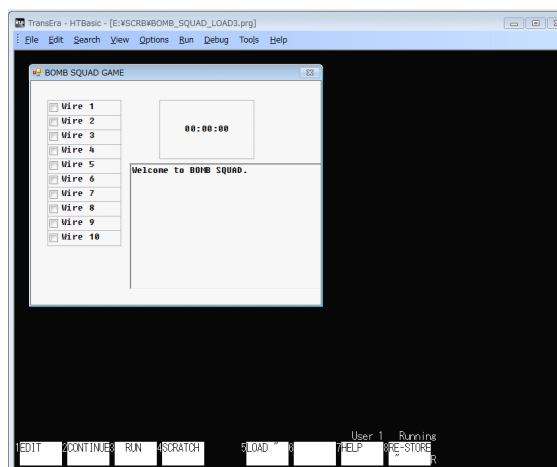 TransEra - HTBasic - [E:¥SCRB¥BOMB_SQUAD_LOAD3.prg]
File Edit Search View Options Run Debug Tools Help
BOMB SQUAD GAME
Wire 1
Wire 2
Wire 3
Wire 4
Wire 5
Wire 6
Wire 7
Wire 8
Wire 9
Wire 10
00:00:00
Welcome to BOMB SQUAD.
User 1 Running
1EDIT 2CONTINUE3 RUN 4SCRATCH 5LOAD " 6 7HELP 8RE-STORE
" R